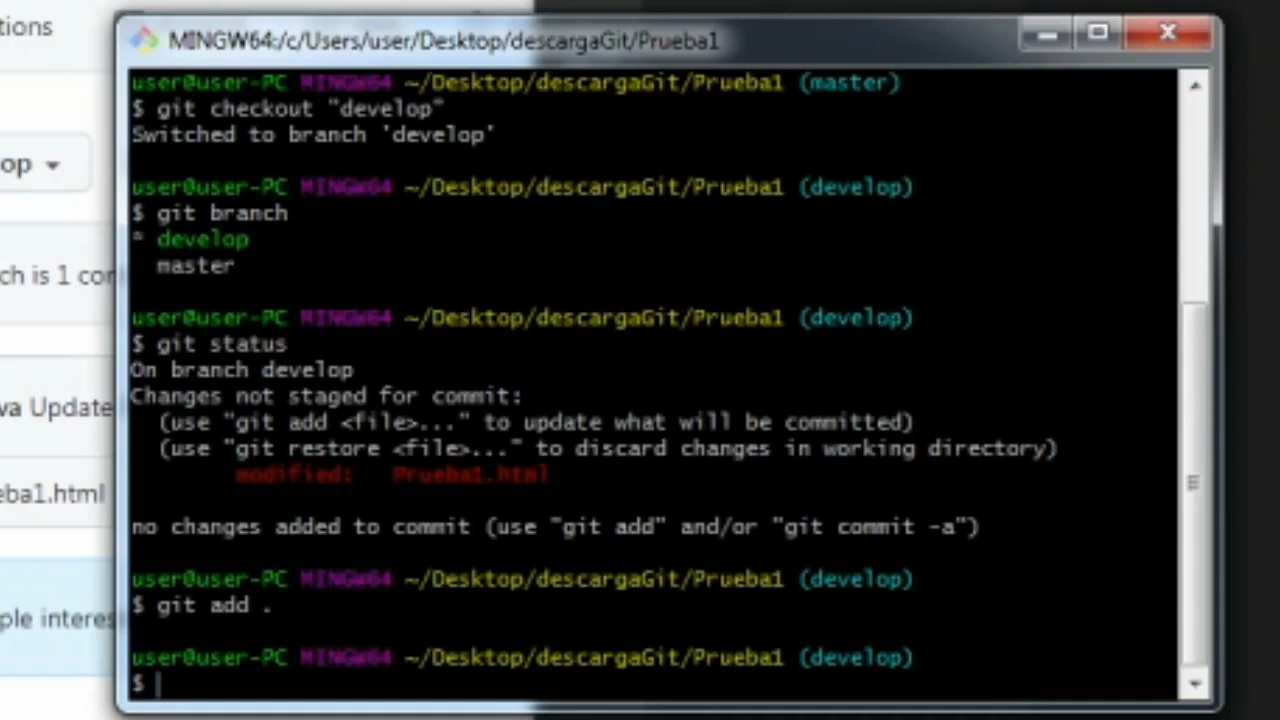 tions
MINGW64:/c/Users/user/Desktop/descargaGit/Prueba1
user@user-PC MINGW64 ~/Desktop/descargaGit/Prueba1 (master)
$ git checkout "develop"
Switched to branch 'develop'
op
user@user-PC MINGW64 ~/Desktop/descargaGit/Prueba1 (develop)
$ git branch
* develop
master
ch is 1 con
user@user-PC MINGW64 ~/Desktop/descargaGit/Prueba1 (develop)
$ git status
On branch develop
Changes not staged for commit:
va Update
(use "git add <file>..." to update what will be committed)
(use "git restore <file>..." to discard changes in working directory)
modified: Prueba1.html
eba1.html
no changes added to commit (use "git add" and/or "git commit -a")
user@user-PC MINGW64 ~/Desktop/descargaGit/Prueba1 (develop)
$ git add .
ple interes
user@user-PC MINGW64 ~/Desktop/descargaGit/Prueba1 (develop)
$